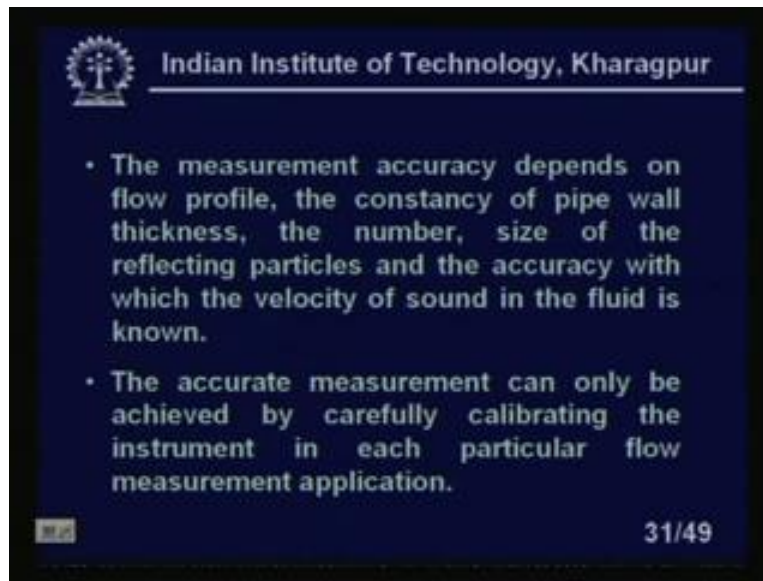 Indian Institute of Technology, Kharagpur
• The measurement accuracy depends on
flow profile, the constancy of pipe wall
thickness, the number, size of the
reflecting particles and the accuracy with
which the velocity of sound in the fluid is
known.
• The accurate measurement can only be
achieved by carefully calibrating the
instrument in each particular flow
measurement application.
31/49